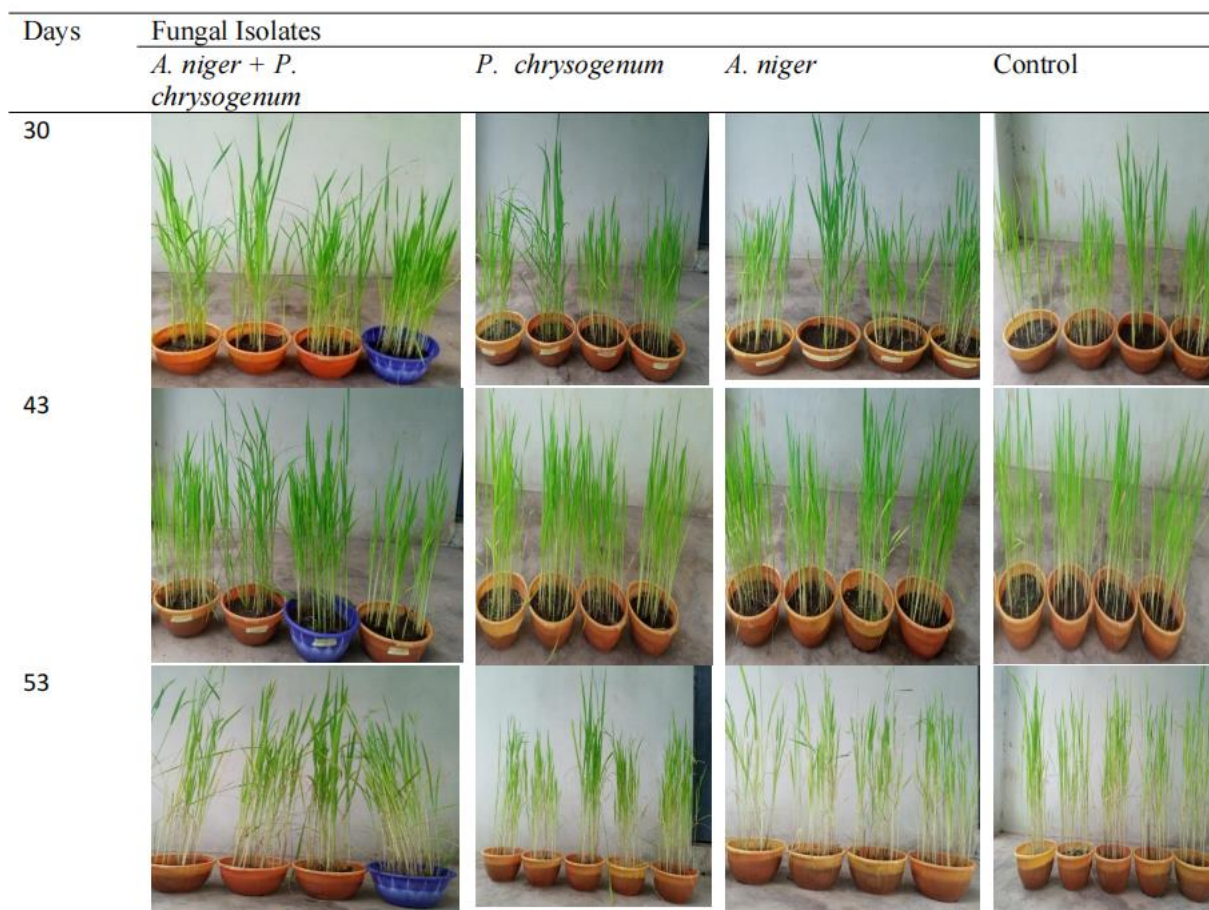 Days Fungal Isolates
A. niger + P. P. chrysogenum A. niger Control
chrysogenum
30
43
53